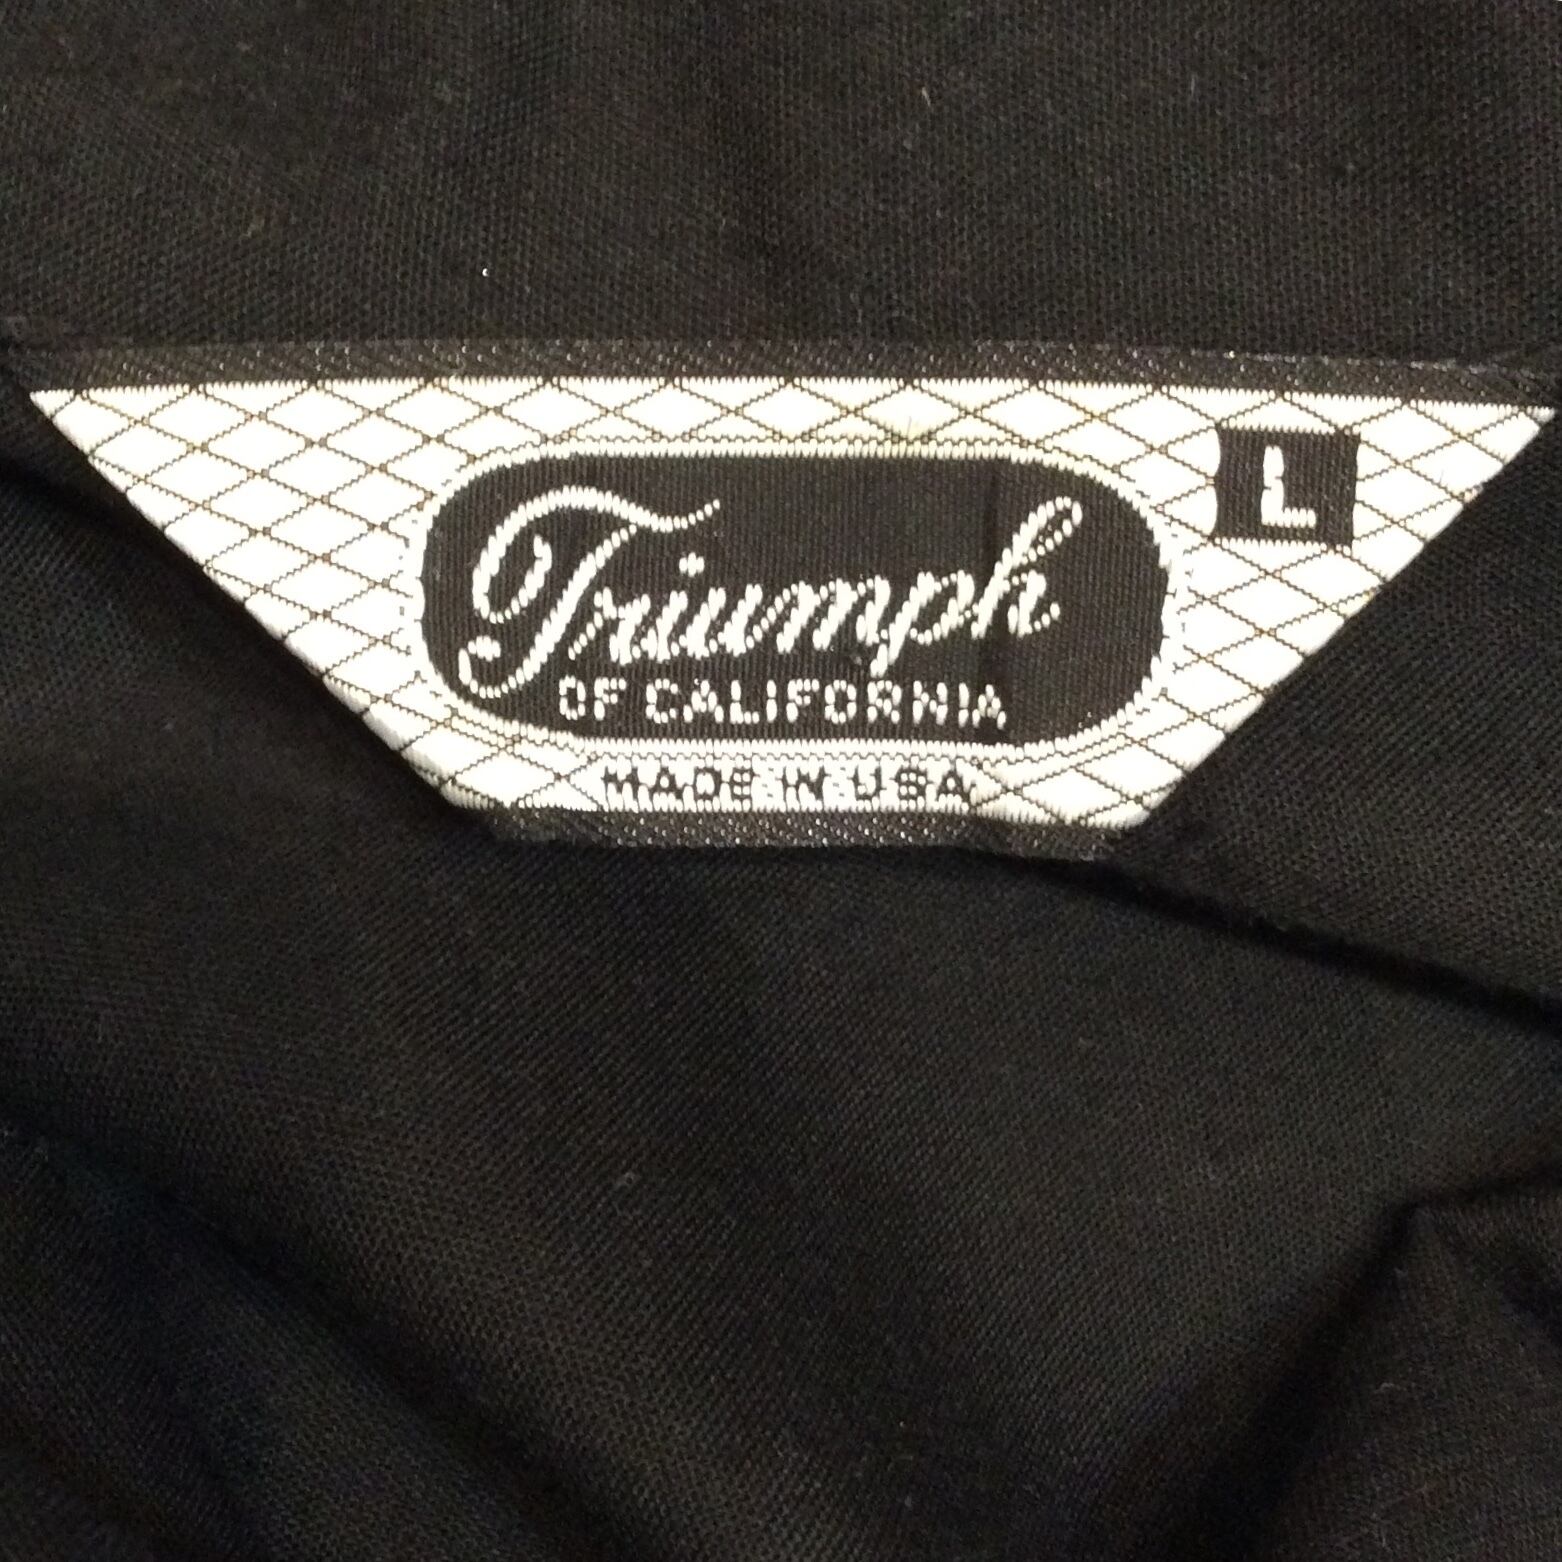 L
Triumph
OF CALIFORNIA
MADE IN USA